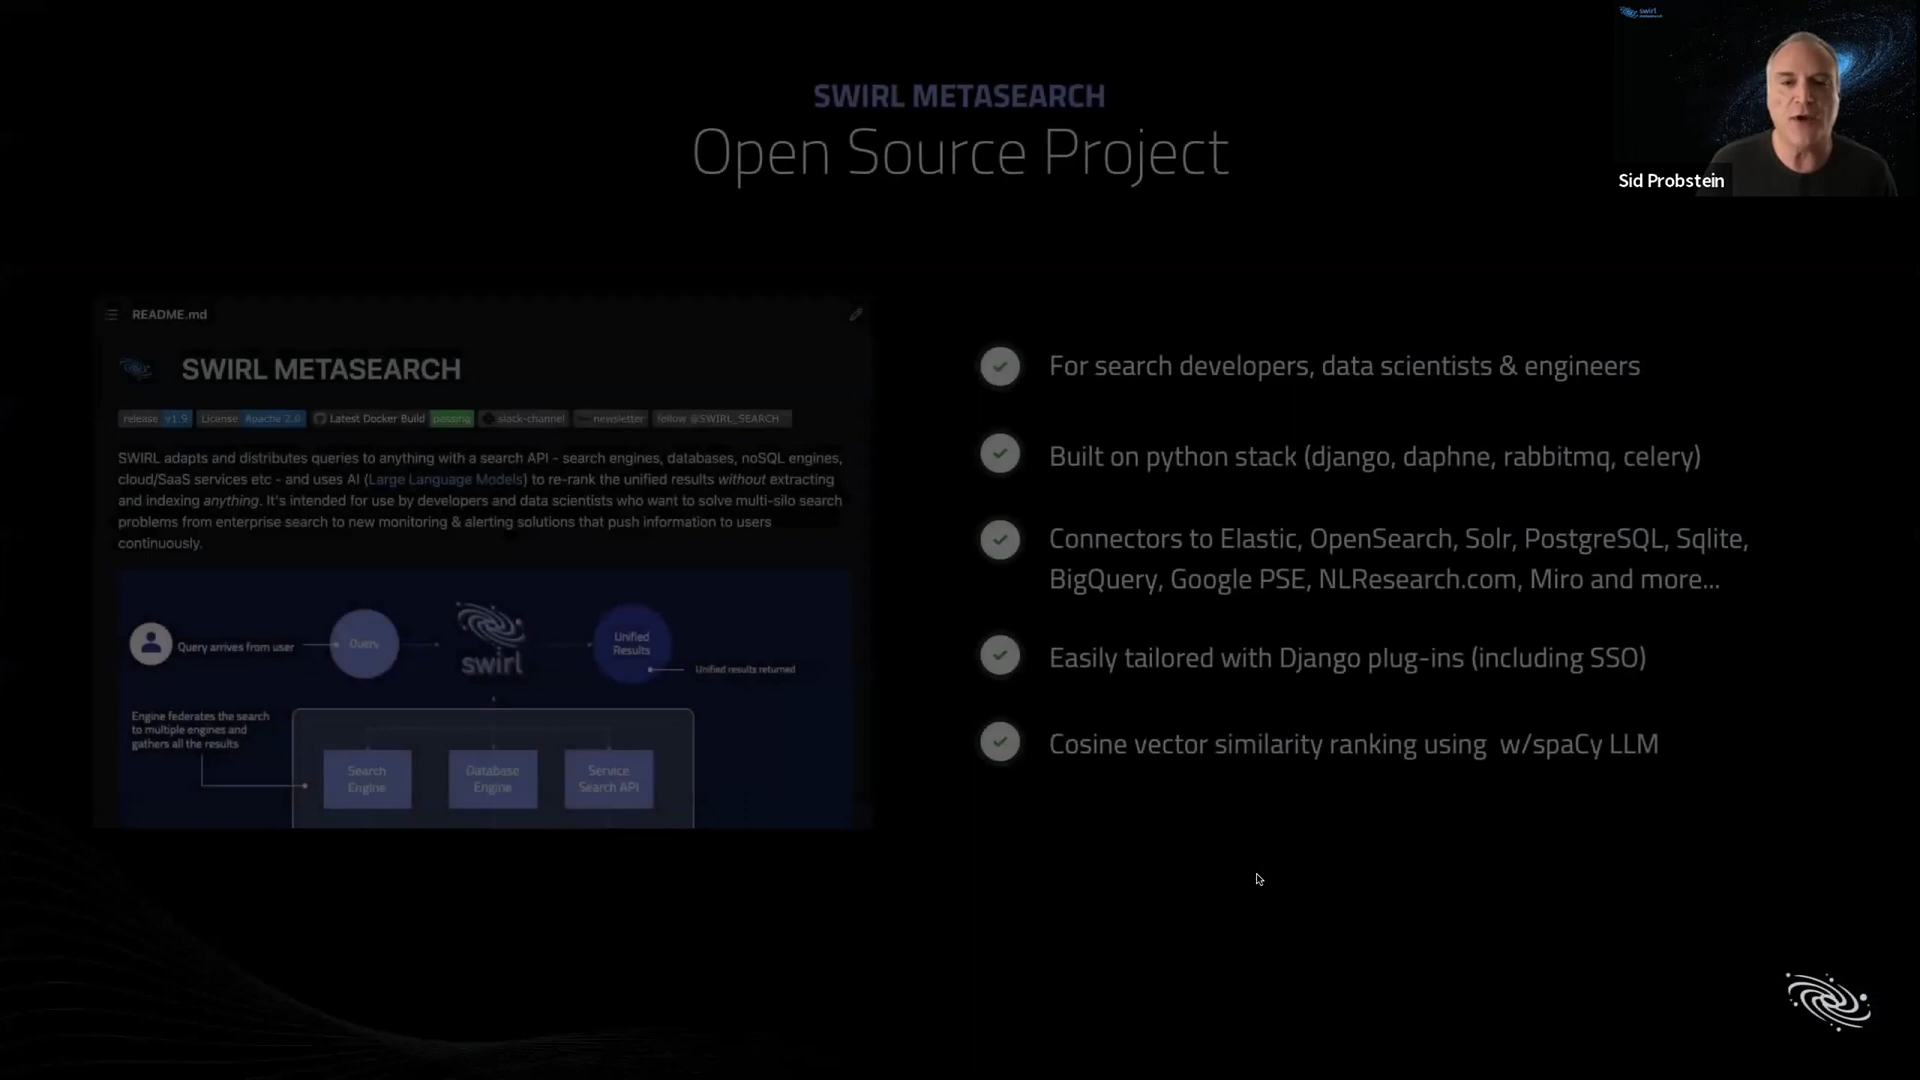 swirl
SWIRL METASEARCH
Open Source Project
Sid Probstein
README.md
SWIRL METASEARCH
release v1.9 License Apache 2.0 Latest Docker Build passing slack-channel newsletter follow @SWIRL_SEARCH
SWIRL adapts and distributes queries to anything with a search API - search engines, databases, noSQL engines,
cloud/SaaS services etc - and uses AI (Large Language Models) to re-rank the unified results without extracting
and indexing anything. It's intended for use by developers and data scientists who want to solve multi-silo search
problems from enterprise search to new monitoring & alerting solutions that push information to users
continuously.
Query arrives from user
Query
swirl
Unified
Results
Unified results returned
Engine federates the search
to multiple engines and
gathers all the results
Search
Engine
Database
Engine
Service
Search API
For search developers, data scientists & engineers
Built on python stack (django, daphne, rabbitmq, celery)
Connectors to Elastic, OpenSearch, Solr, PostgreSQL, Sqlite,
BigQuery, Google PSE, NLResearch.com, Miro and more...
Easily tailored with Django plug-ins (including SSO)
Cosine vector similarity ranking using w/spaCy LLM